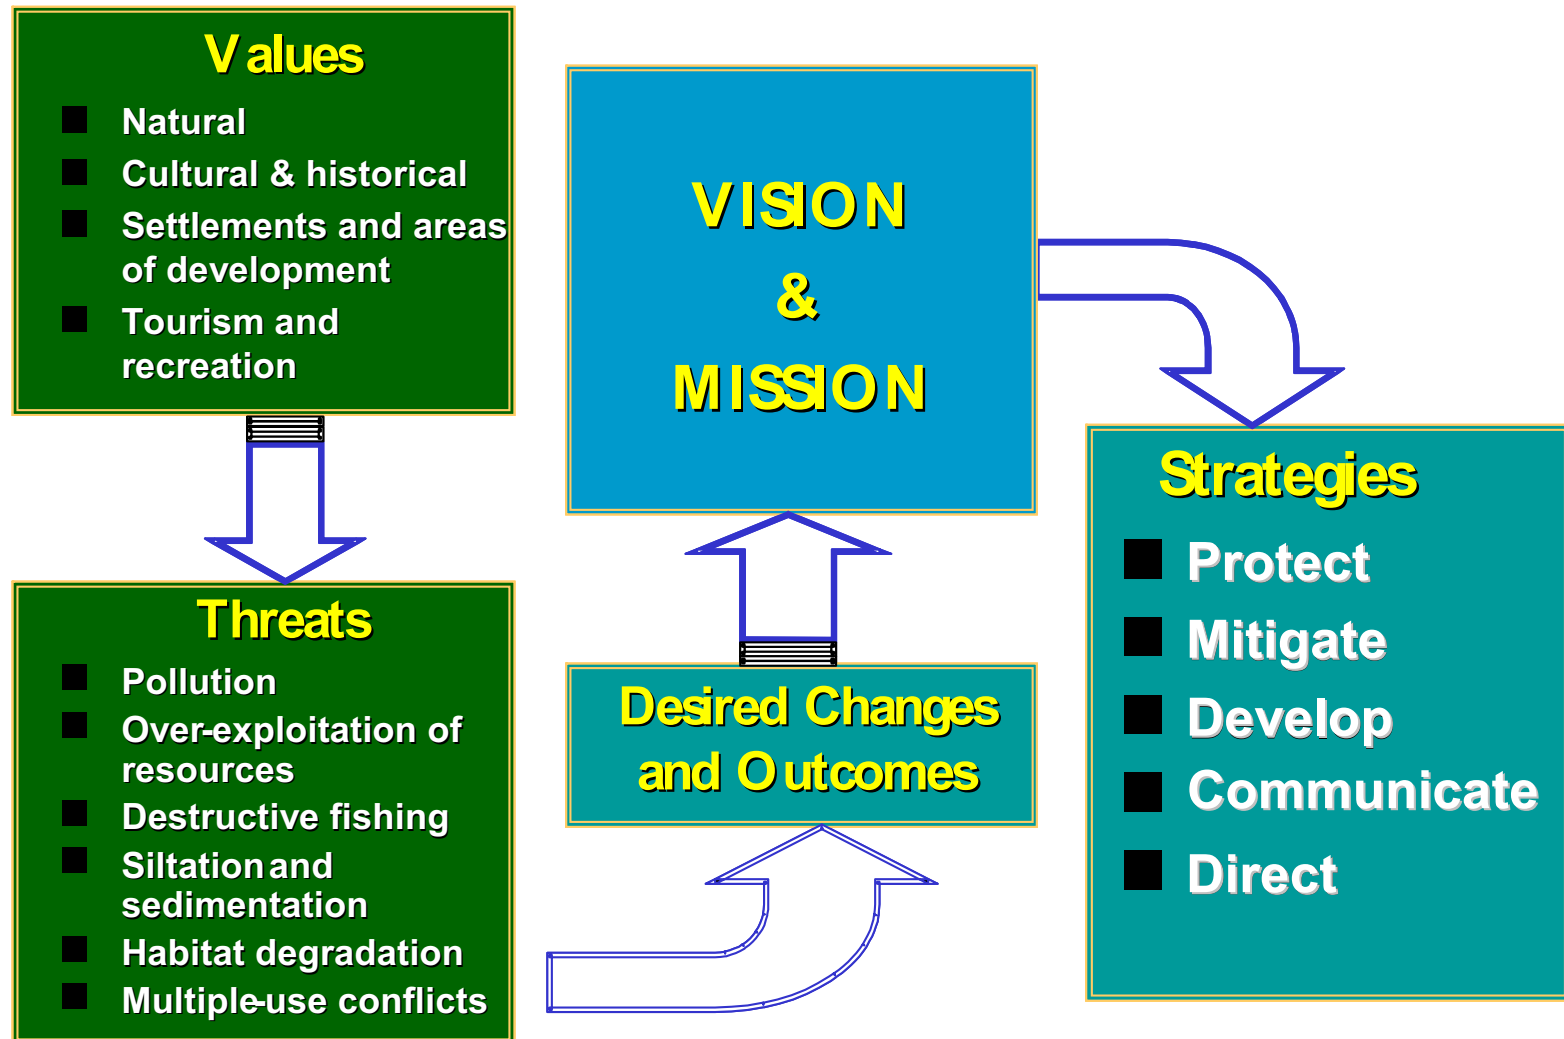 Values
Natural
Cultural & historical
Settlements and areas
of development
Tourism and
recreation
Threats
Pollution
Over-exploitation of
resources
Destructive fishing
Siltation and
sedimentation
Habitat degradation
Multiple-use conflicts
Desired Changes
and Outcomes
VISION
&
MISSION
Strategies
Protect
Mitigate
Develop
Communicate
Direct